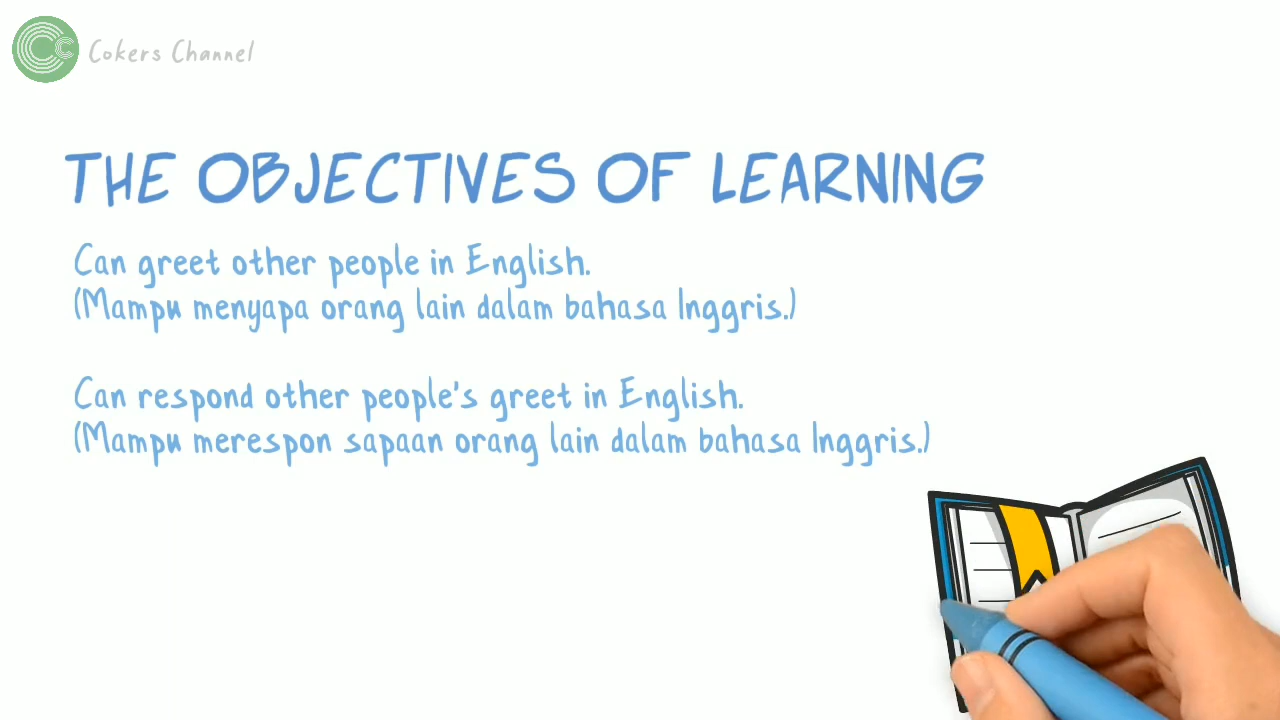 Cokers Channel
THE OBJECTIVES OF LEARNING
Can greet other people in English.
(Mampu menyapa orang lain dalam bahasa Inggris.)
Can respond other people's greet in English.
(Mampu merespon sapaan orang lain dalam bahasa Inggris.)